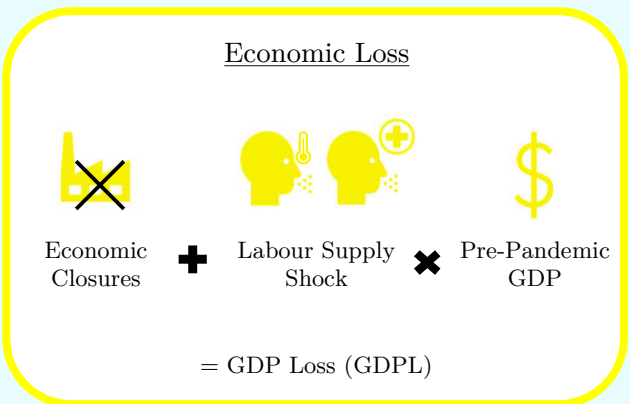 Economic Loss
Economic Closures
Labour Supply Shock
Pre-Pandemic GDP
= GDP Loss (GDPL)